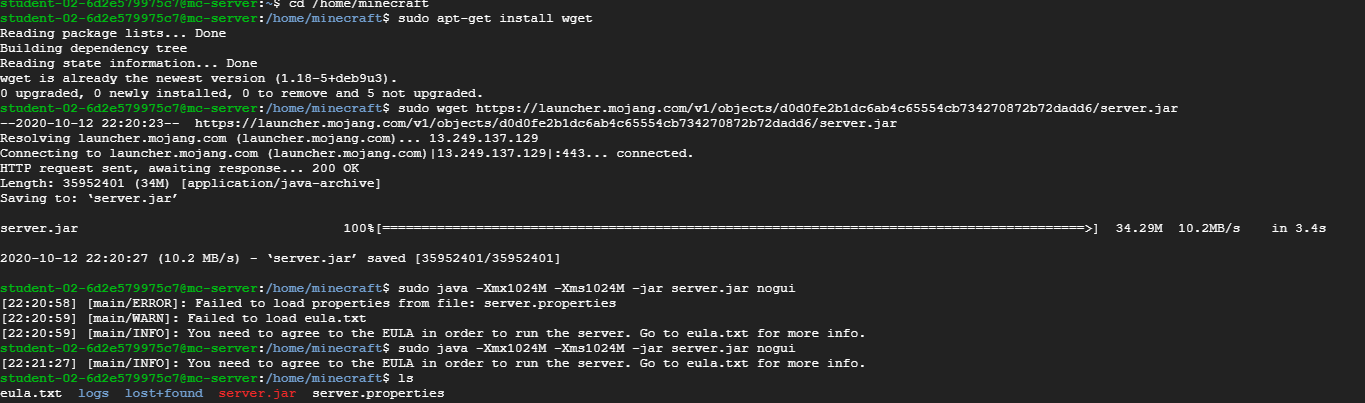 student-02-6d2e579975c7@mc-server:~$ cd /home/minecraft
student-02-6d2e579975c7@mc-server:/home/minecraft$ sudo apt-get install wget
Reading package lists... Done
Building dependency tree
Reading state information... Done
wget is already the newest version (1.18-5+deb9u3).
0 upgraded, 0 newly installed, 0 to remove and 5 not upgraded.
student-02-6d2e579975c7@mc-server:/home/minecraft$ sudo wget https://launcher.mojang.com/v1/objects/d0d0fe2b1dc6ab4c65554cb734270872b72dadd6/server.jar
--2020-10-12 22:20:23--  https://launcher.mojang.com/v1/objects/d0d0fe2b1dc6ab4c65554cb734270872b72dadd6/server.jar
Resolving launcher.mojang.com (launcher.mojang.com)... 13.249.137.129
Connecting to launcher.mojang.com (launcher.mojang.com)|13.249.137.129|:443... connected.
HTTP request sent, awaiting response... 200 OK
Length: 35952401 (34M) [application/java-archive]
Saving to: ‘server.jar’
server.jar 100%[==========================================================================================>] 34.29M 10.2MB/s in 3.4s
2020-10-12 22:20:27 (10.2 MB/s) - ‘server.jar’ saved [35952401/35952401]
student-02-6d2e579975c7@mc-server:/home/minecraft$ sudo java -Xmx1024M -Xms1024M -jar server.jar nogui
[22:20:58] [main/ERROR]: Failed to load properties from file: server.properties
[22:20:59] [main/WARN]: Failed to load eula.txt
[22:20:59] [main/INFO]: You need to agree to the EULA in order to run the server. Go to eula.txt for more info.
student-02-6d2e579975c7@mc-server:/home/minecraft$ sudo java -Xmx1024M -Xms1024M -jar server.jar nogui
[22:21:27] [main/INFO]: You need to agree to the EULA in order to run the server. Go to eula.txt for more info.
student-02-6d2e579975c7@mc-server:/home/minecraft$ ls
eula.txt  logs  lost+found  server.jar  server.properties